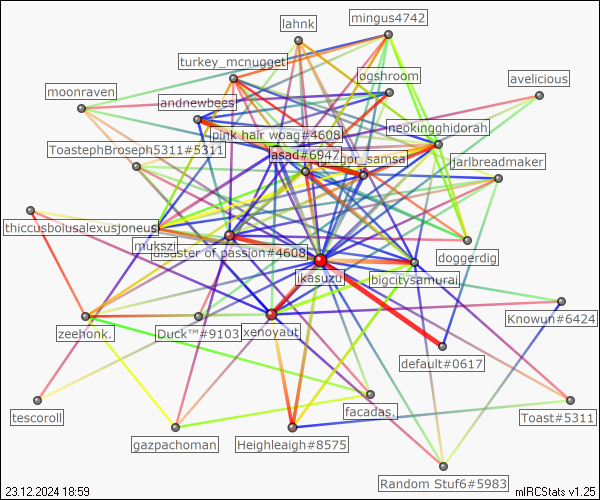 lahnk
mingus4742
turkey_mcnugget
ogshroom
moonraven
avelicious
andnewbees
neokingghidorah
pink hair woag#4608
ToastephBroseph5311#5311
asad#6947
gor_samsa
jarlbreadmaker
thiccusboiusalexusjoneus
mukszi
disaster of passion#4608
doggerdig
ikasuzu
bigcitysamurai
zeehonk.
Duck™#9103
xenoyaut
Knowun#6424
default#0617
tescoroll
facadas.
Toast#5311
gazpachoman
Heighleaigh#8575
Random Stuf6#5983
23.12.2024 18:59
mIRCStats v1.25